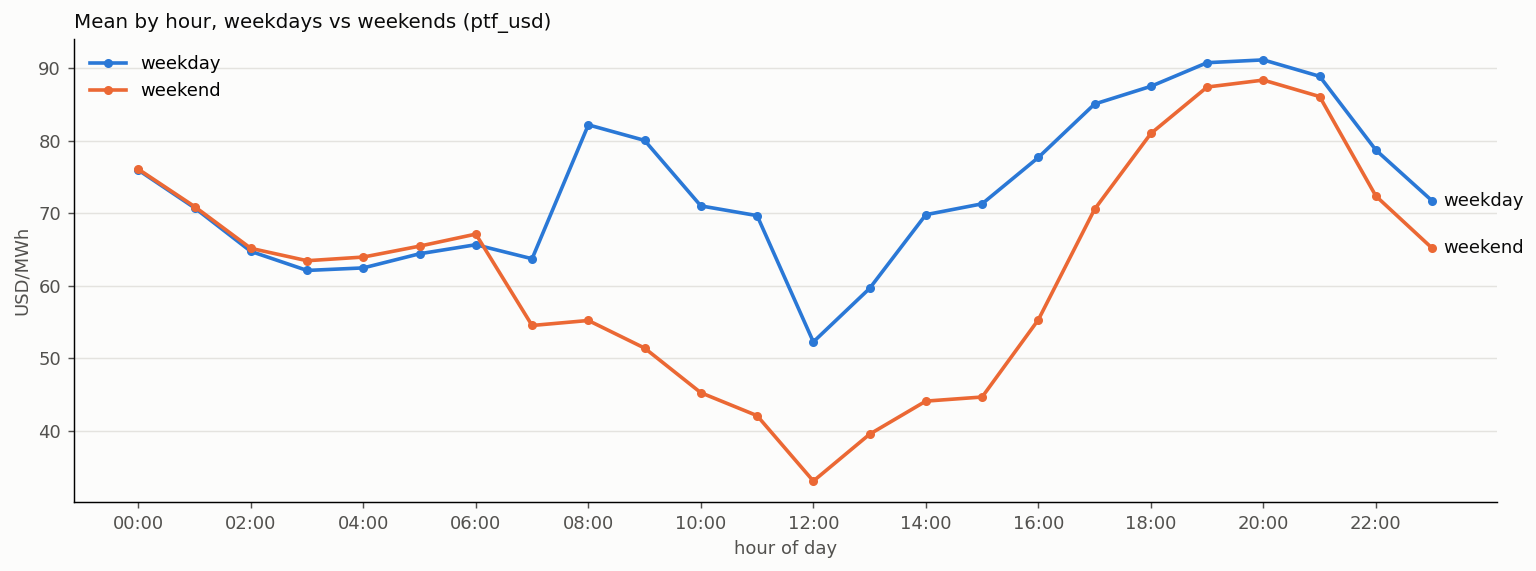 Mean by hour, weekdays vs weekends (ptf_usd)
weekday
weekend
90
80
70
60
50
40
USD/MWh
weekday
weekend
00:00 02:00 04:00 06:00 08:00 10:00 12:00 14:00 16:00 18:00 20:00 22:00
hour of day